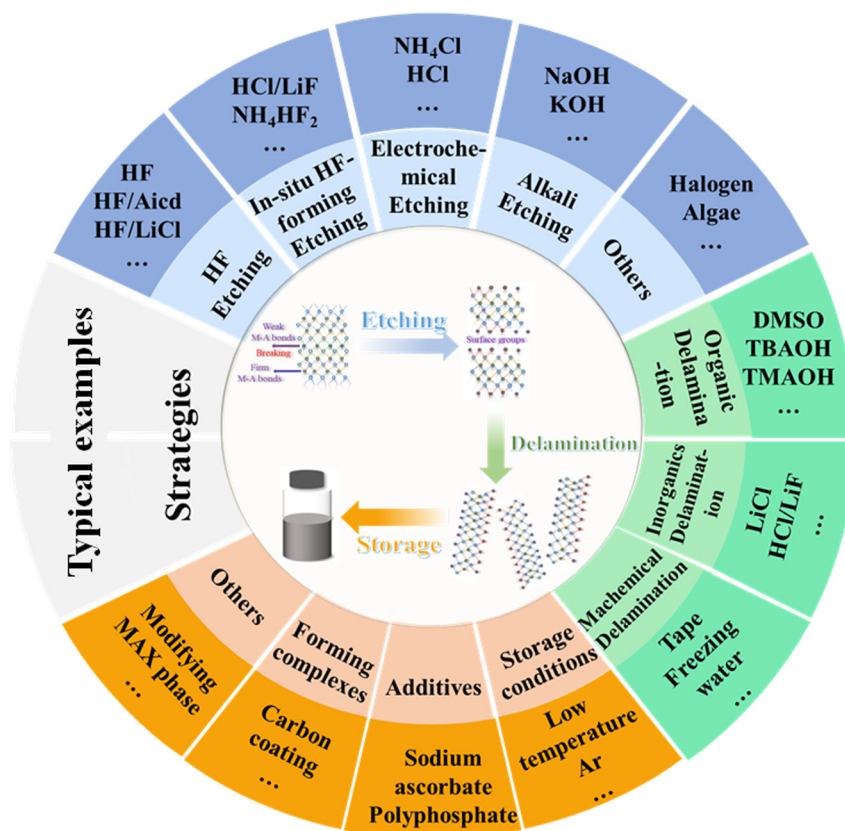 NH₄Cl
HCl
...
HCl/LiF
NH₄HF₂
...
NaOH
KOH
...
HF
HF/Aicd
HF/LiCl
...
Halogen
Algae
...
HF
Etching
In-situ HF-
forming
Etching
Electroche-
mical
Etching
Alkali
Etching
Others
DMSO
TBAOH
TMAOH
...
Organic
Delamina
-tion
LiCl
HCl/LiF
...
Inorganics
Delaminat-
ion
Tape
Freezing
water
...
Machemical
Delamination
Storage
conditions
Low
temperature
Ar
...
Additives
Sodium
ascorbate
Polyphosphate
Forming
complexes
Carbon
coating
...
Others
Modifying
MAX phase
...
Typical examples
Strategies
Weak
M-A bonds
Breaking
Firm
M-A bonds
Etching
Surface groups
Delamination
Storage